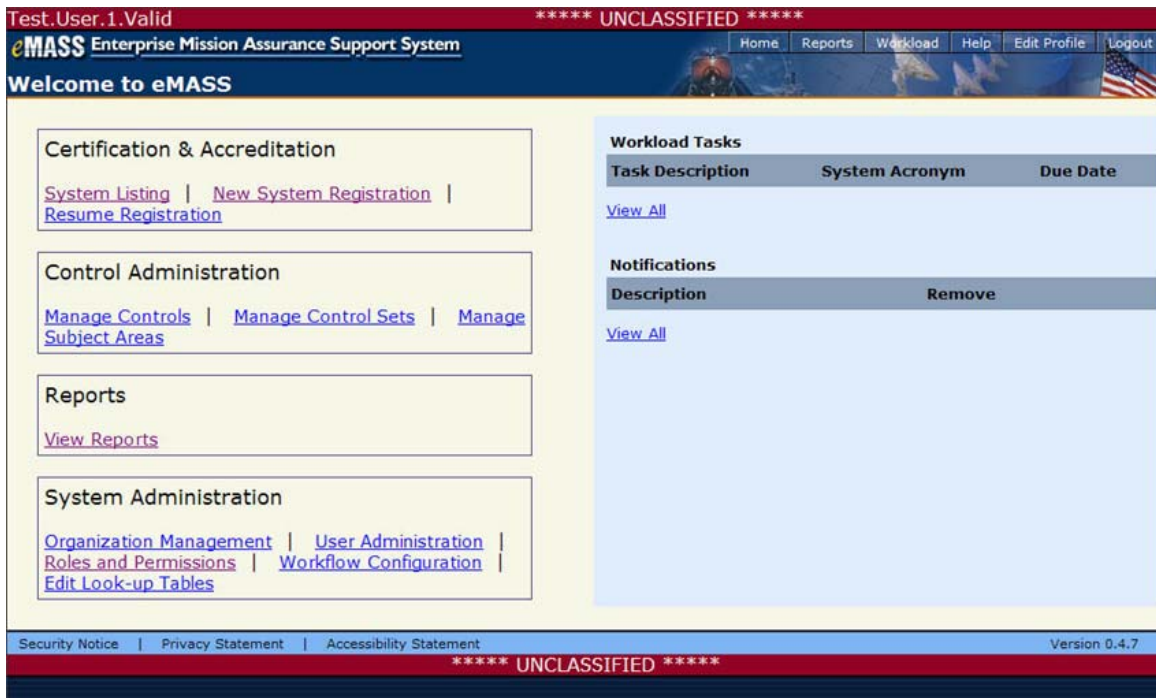 Test.User.1.Valid ***** UNCLASSIFIED *****
eMASS Enterprise Mission Assurance Support System
Home Reports Workload Help Edit Profile Logout
Welcome to eMASS
Certification & Accreditation
System Listing | New System Registration |
Resume Registration
Control Administration
Manage Controls | Manage Control Sets | Manage
Subject Areas
Reports
View Reports
System Administration
Organization Management | User Administration |
Roles and Permissions | Workflow Configuration |
Edit Look-up Tables
Workload Tasks
Task Description System Acronym Due Date
View All
Notifications
Description Remove
View All
Security Notice | Privacy Statement | Accessibility Statement Version 0.4.7
***** UNCLASSIFIED *****